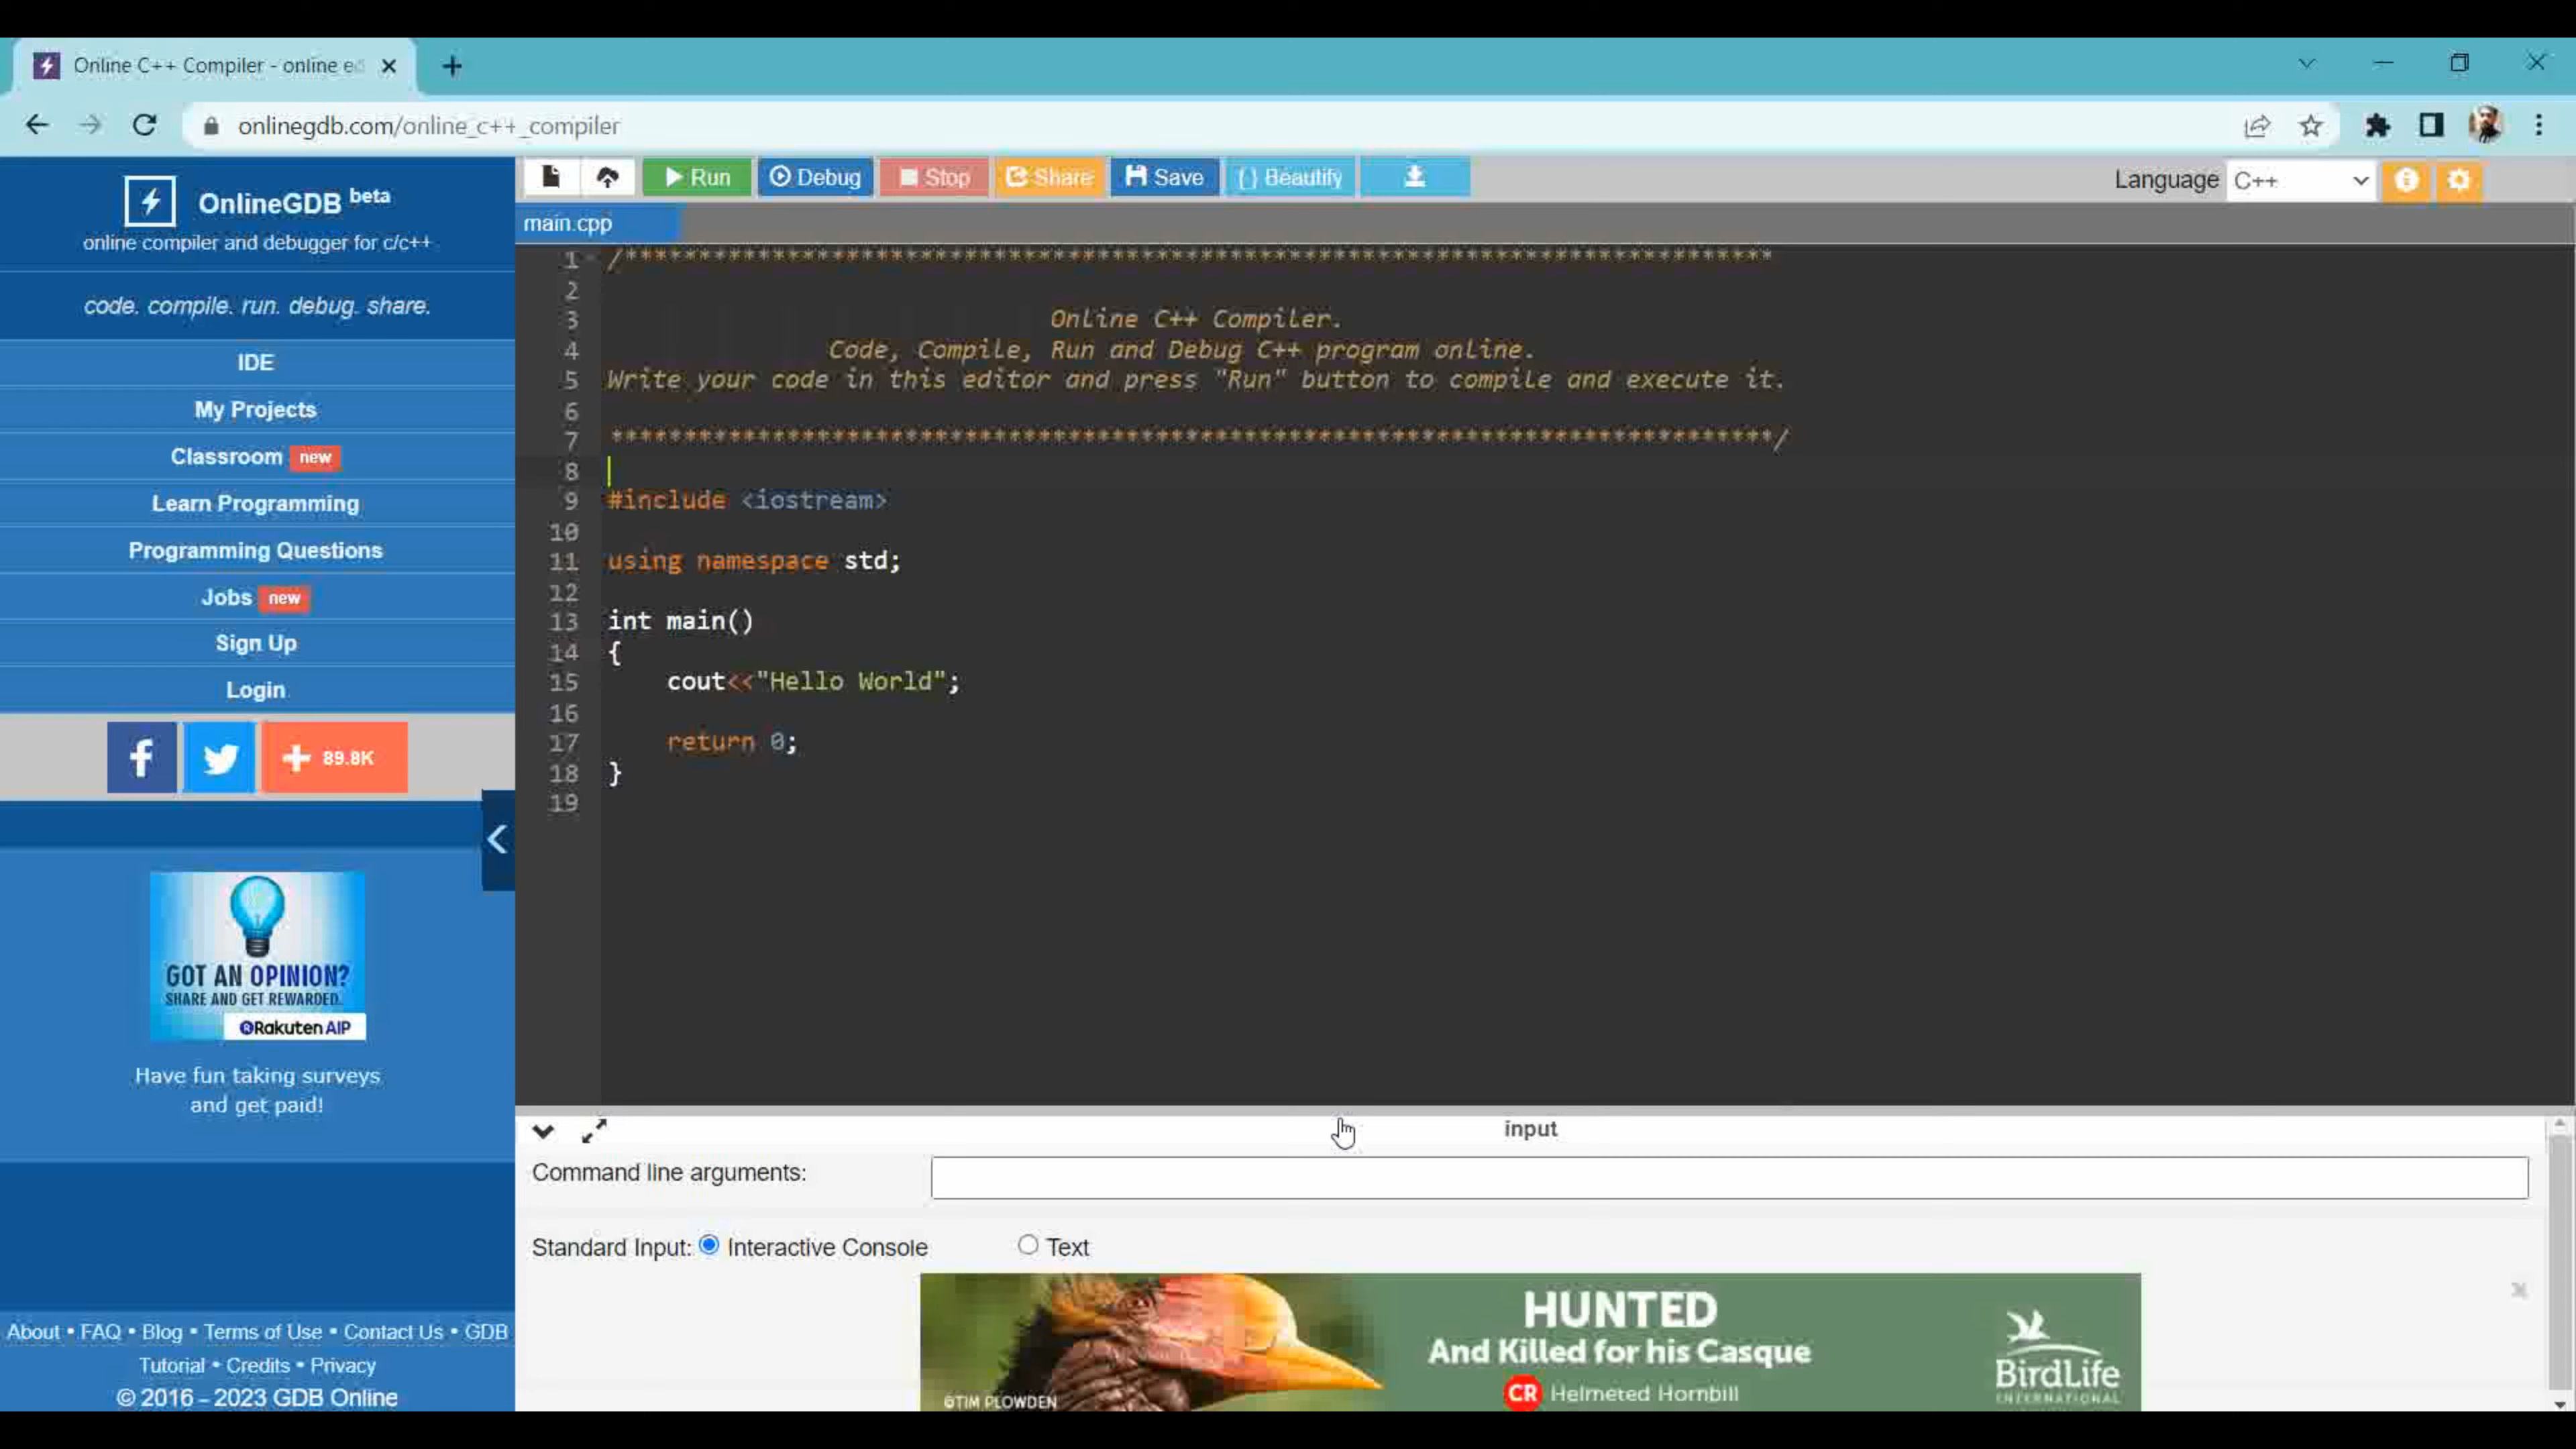 Online C++ Compiler - online ed
onlinegdb.com/online_c++_compiler
OnlineGDB beta
online compiler and debugger for c/c++
code. compile. run. debug. share.
IDE
My Projects
Classroom new
Learn Programming
Programming Questions
Jobs new
Sign Up
Login
f
89.8K
GOT AN OPINION?
SHARE AND GET REWARDED.
Rakuten AIP
Have fun taking surveys
and get paid!
About • FAQ • Blog • Terms of Use • Contact Us • GDB
Tutorial • Credits • Privacy
© 2016 - 2023 GDB Online
Run Debug Stop Share Save {} Beautify
Language C++
main.cpp
1 /******************************************************************************
2
3 Online C++ Compiler.
4 Code, Compile, Run and Debug C++ program online.
5 Write your code in this editor and press "Run" button to compile and execute it.
6
7 *******************************************************************************/
8
9 #include <iostream>
10
11 using namespace std;
12
13 int main()
14 {
15 cout<<"Hello World";
16
17 return 0;
18 }
19
input
Command line arguments:
Standard Input: Interactive Console Text
©TIM PLOWDEN
HUNTED
And Killed for his Casque
CR Helmeted Hornbill
BirdLife
INTERNATIONAL